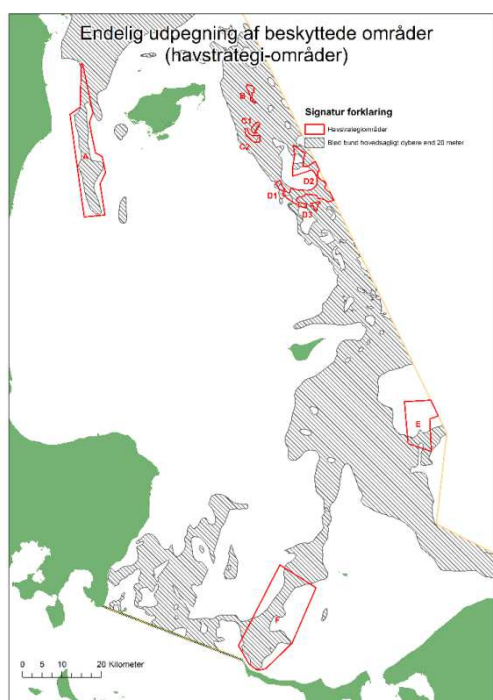 Endelig udpegning af beskyttede områder
(havstrategi-områder)
Signatur forklaring
Havstrategiområder
Blød bund hovedsagligt dybere end 20 meter
A
B
C1
C2
D1
D2
D3
E
F
0 5 10 20 Kilometer